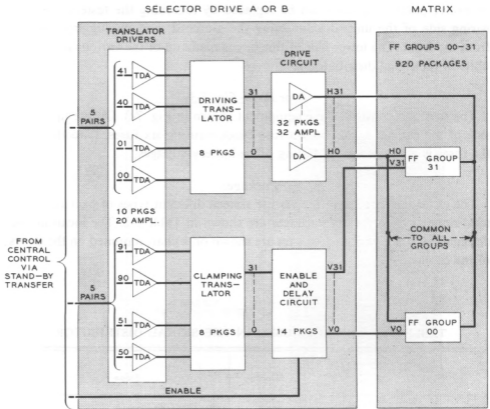 SELECTOR DRIVE A OR B
MATRIX
TRANSLATOR
DRIVERS
41
TDA
40
TDA
5
PAIRS
01
TDA
00
TDA
10 PKGS
20 AMPL.
DRIVING
TRANS-
LATOR
8 PKGS
31
0
DRIVE
CIRCUIT
DA
32 PKGS
32 AMPL
DA
H31
H0
V31
FF GROUPS 00-31
920 PACKAGES
FF GROUP
31
COMMON
TO ALL
GROUPS
FROM
CENTRAL
CONTROL
VIA
STAND-BY
TRANSFER
91
TDA
90
TDA
5
PAIRS
51
TDA
50
TDA
CLAMPING
TRANS-
LATOR
8 PKGS
31
0
ENABLE
AND
DELAY
CIRCUIT
14 PKGS
V31
V0
V0
FF GROUP
00
ENABLE